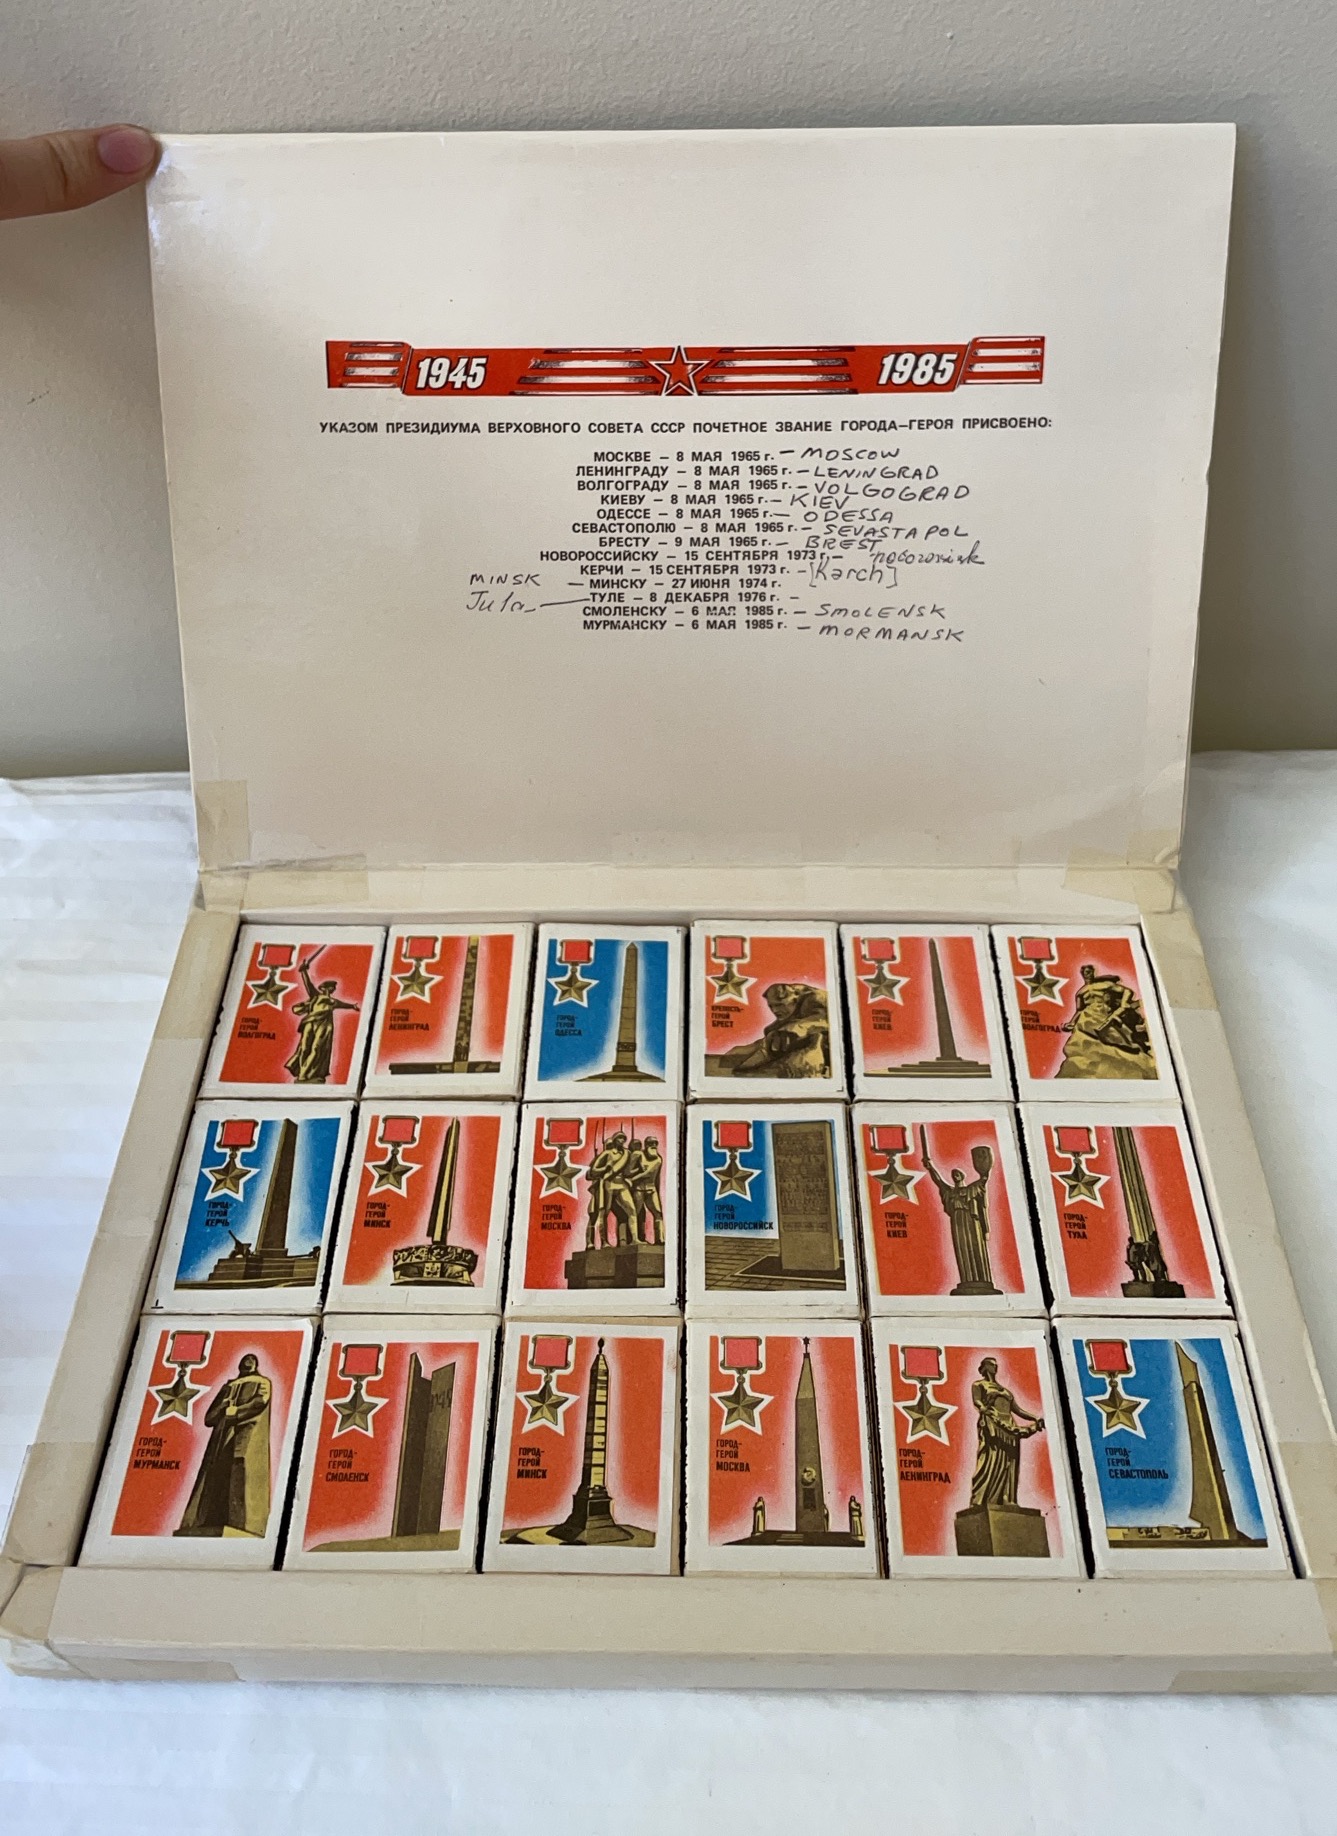 1945 1985
УКАЗОМ ПРЕЗИДИУМА ВЕРХОВНОГО СОВЕТА СССР ПОЧЕТНОЕ ЗВАНИЕ ГОРОДА–ГЕРОЯ ПРИСВОЕНО:
МОСКВЕ – 8 МАЯ 1965 г. – MOSCOW
ЛЕНИНГРАДУ – 8 МАЯ 1965 г. – LENINGRAD
ВОЛГОГРАДУ – 8 МАЯ 1965 г. – VOLGOGRAD
КИЕВУ – 8 МАЯ 1965 г. – KIEV
ОДЕССЕ – 8 МАЯ 1965 г. – ODESSA
СЕВАСТОПОЛЮ – 8 МАЯ 1965 г. – SEVASTAPOL
БРЕСТУ – 9 МАЯ 1965 г. – BREST
НОВОРОССИЙСКУ – 15 СЕНТЯБРЯ 1973 г. –
КЕРЧИ – 15 СЕНТЯБРЯ 1973 г. – [Karch]
MINSK – МИНСКУ – 27 ИЮНЯ 1974 г.
Jula – ТУЛЕ – 8 ДЕКАБРЯ 1976 г. –
СМОЛЕНСКУ – 6 МАЯ 1985 г. – SMOLENSK
МУРМАНСКУ – 6 МАЯ 1985 г. – MORMANSK
ГОРОД-
ГЕРОЙ
ВОЛГОГРАД
ГОРОД-
ГЕРОЙ
ЛЕНИНГРАД
ГОРОД-
ГЕРОЙ
ОДЕССА
КРЕПОСТЬ-
ГЕРОЙ
БРЕСТ
ГОРОД-
ГЕРОЙ
КИЕВ
ГОРОД-
ГЕРОЙ
ВОЛГОГРАД
ГОРОД-
ГЕРОЙ
КЕРЧЬ
ГОРОД-
ГЕРОЙ
МИНСК
ГОРОД-
ГЕРОЙ
МОСКВА
ГОРОД-
ГЕРОЙ
НОВОРОССИЙСК
ГОРОД-
ГЕРОЙ
КИЕВ
ГОРОД-
ГЕРОЙ
ТУЛА
ГОРОД-
ГЕРОЙ
МУРМАНСК
ГОРОД-
ГЕРОЙ
СМОЛЕНСК
ГОРОД-
ГЕРОЙ
МИНСК
ГОРОД-
ГЕРОЙ
МОСКВА
ГОРОД-
ГЕРОЙ
ЛЕНИНГРАД
ГОРОД-
ГЕРОЙ
СЕВАСТОПОЛЬ